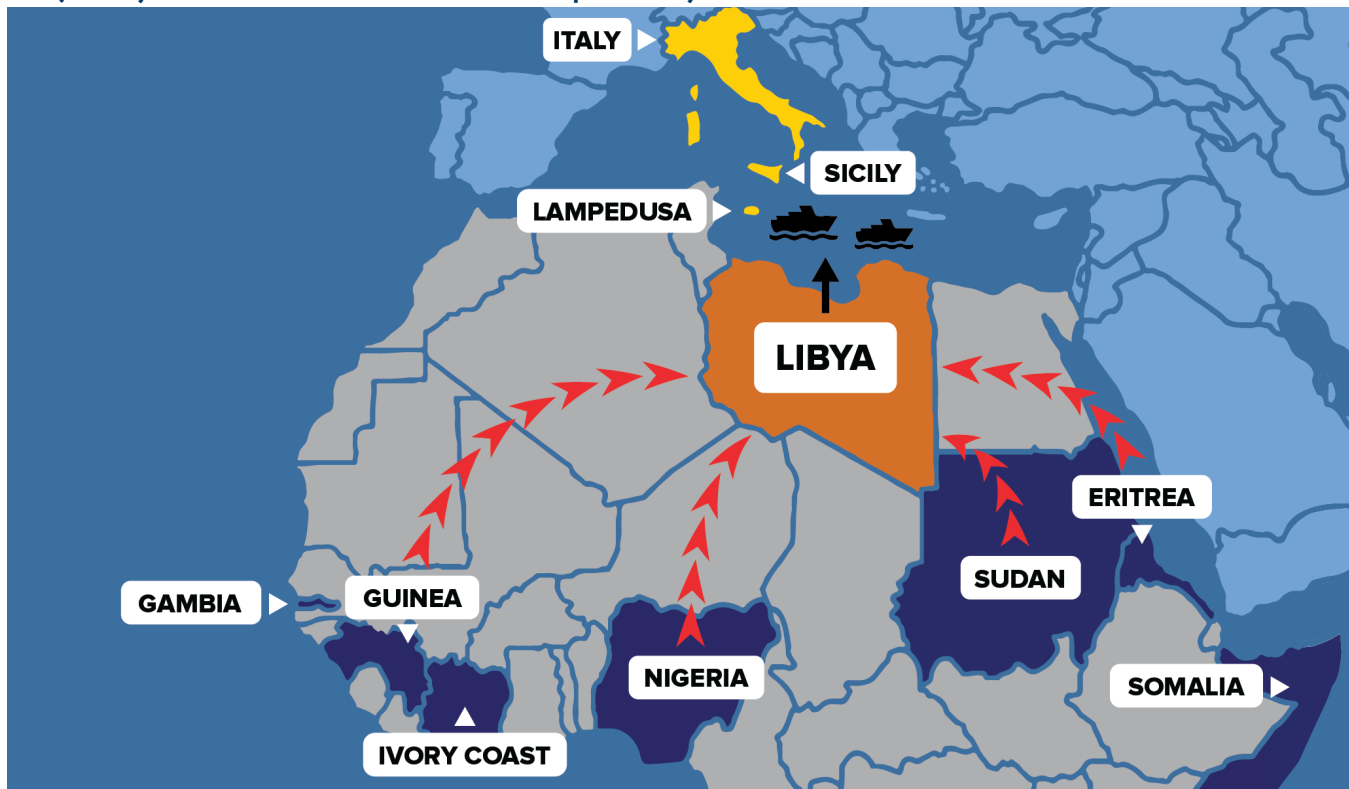 ITALY
SICILY
LAMPEDUSA
LIBYA
ERITREA
SUDAN
GAMBIA
GUINEA
NIGERIA
SOMALIA
IVORY COAST